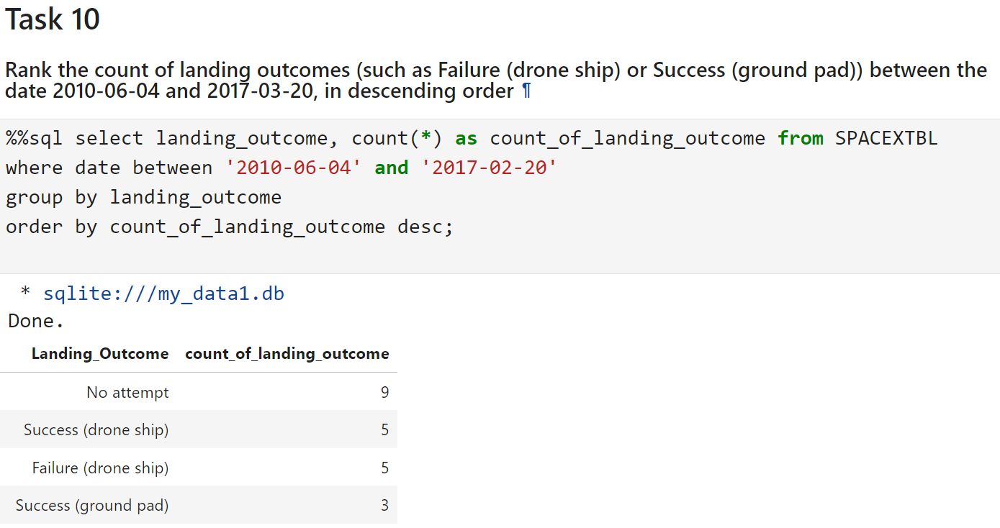 Task 10
Rank the count of landing outcomes (such as Failure (drone ship) or Success (ground pad)) between the
date 2010-06-04 and 2017-03-20, in descending order ¶
%%sql select landing_outcome, count(*) as count_of_landing_outcome from SPACEXTBL
where date between '2010-06-04' and '2017-02-20'
group by landing_outcome
order by count_of_landing_outcome desc;
* sqlite:///my_data1.db
Done.
Landing_Outcome count_of_landing_outcome
No attempt 9
Success (drone ship) 5
Failure (drone ship) 5
Success (ground pad) 3